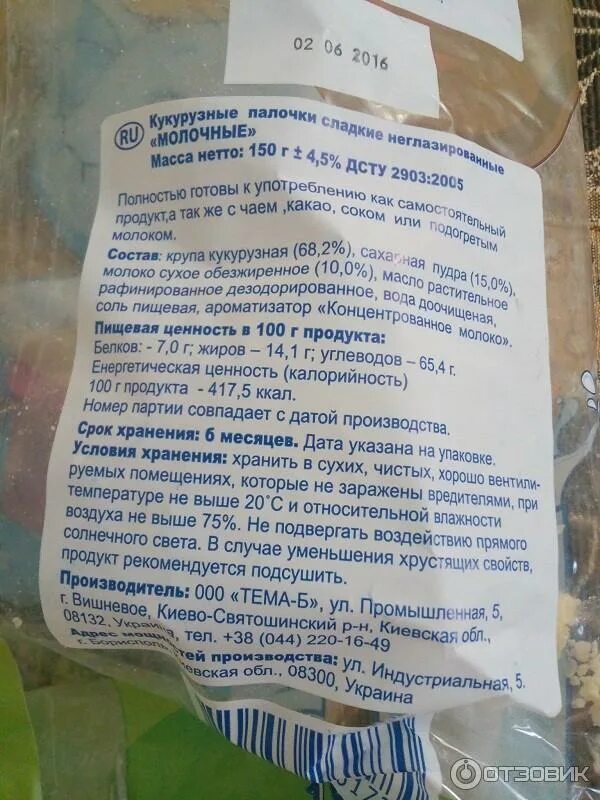 02 06 2016
RU
Кукурузные палочки сладкие неглазированные
«МОЛОЧНЫЕ»
Масса нетто: 150 г ± 4,5% ДСТУ 2903:2005
Полностью готовы к употреблению как самостоятельный
продукт,а так же с чаем ,какао, соком или подогретым
молоком.
Состав: крупа кукурузная (68,2%), сахарная пудра (15,0%),
молоко сухое обезжиренное (10,0%), масло растительное
рафинированное дезодорированное, вода доочищеная,
соль пищевая, ароматизатор «Концентрованное молоко».
Пищевая ценность в 100 г продукта:
Белков: - 7,0 г; жиров – 14,1 г; углеводов – 65,4 г.
Енергетическая ценность (калорийность)
100 г продукта - 417,5 ккал.
Номер партии совпадает с датой производства.
Срок хранения: 6 месяцев. Дата указана на упаковке.
Условия хранения: хранить в сухих, чистых, хорошо вентили-
руемых помещениях, которые не заражены вредителями, при
температуре не выше 20°С и относительной влажности
воздуха не выше 75%. Не подвергать воздействию прямого
солнечного света. В случае уменьшения хрустящих свойств,
продукт рекомендуется подсушить.
Производитель: ООО «ТЕМА-Б», ул. Промышленная, 5,
г. Вишневое, Киево-Святошинский р-н, Киевская обл.,
08132, Украина, тел. +38 (044) 220-16-49
Адрес мощностей производства: ул. Индустриальная, 5.
г. Борисполь, Киевская обл., 08300, Украина
ОТЗОВИК